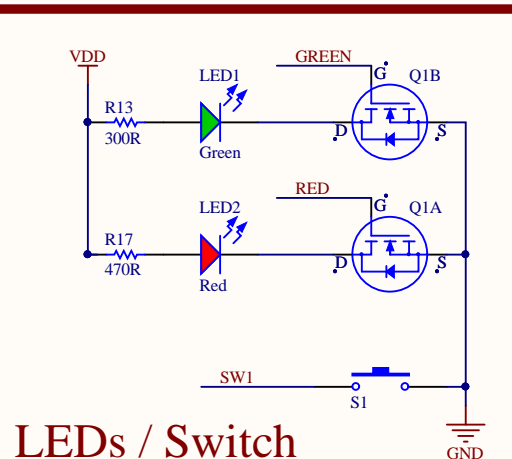 VDD
GREEN
LED1
G
Q1B
R13
300R
Green
D
S
RED
LED2
G
Q1A
R17
470R
Red
D
S
SW1
S1
LEDs / Switch
GND